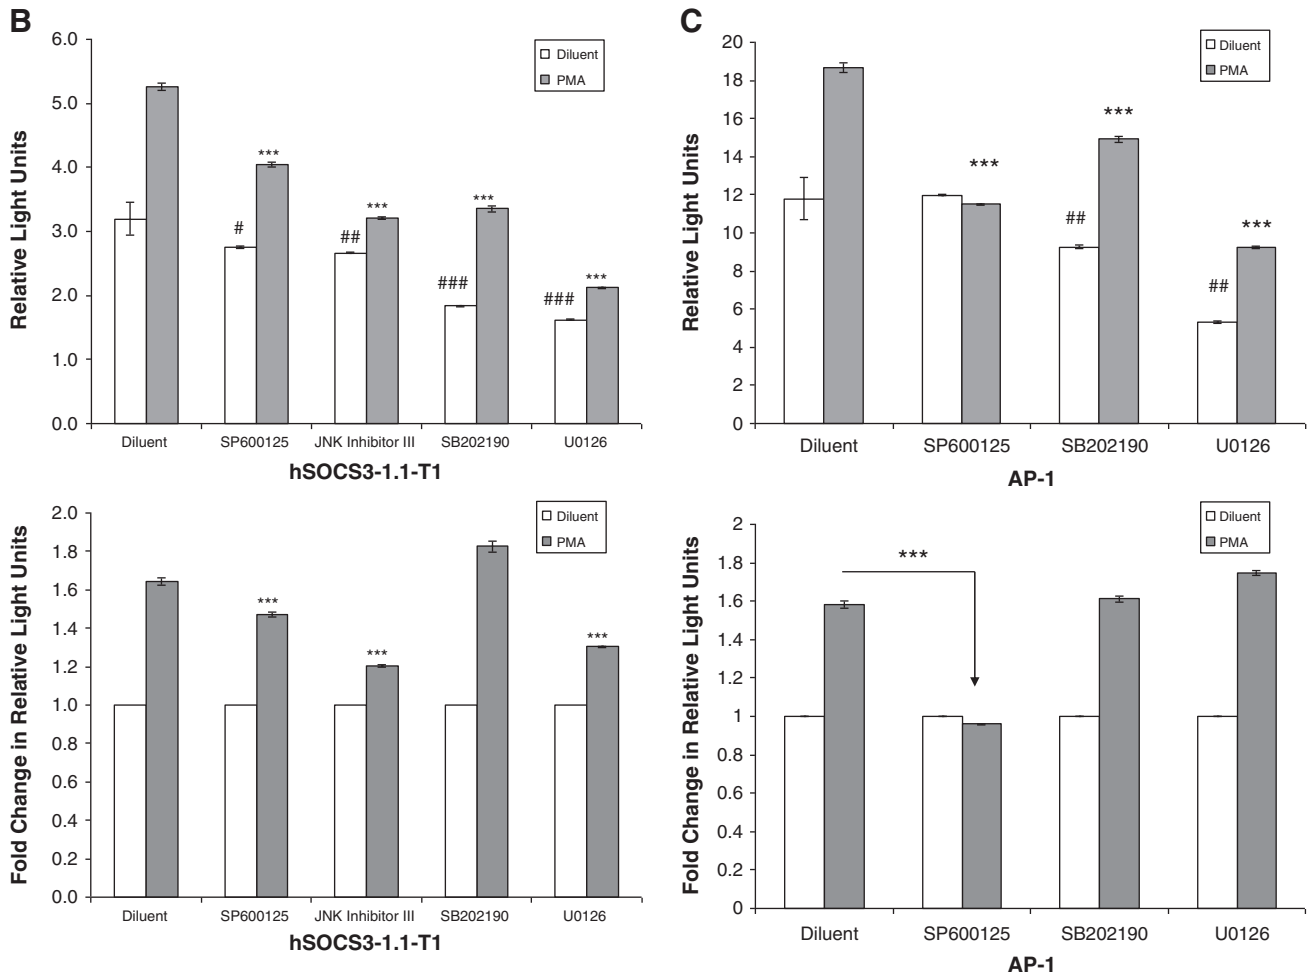 B
6.0
5.0
4.0
3.0
2.0
1.0
0.0
Relative Light Units
Diluent
PMA
***
***
***
***
#
##
###
###
Diluent SP600125 JNK Inhibitor III SB202190 U0126
hSOCS3-1.1-T1
C
20
18
16
14
12
10
8
6
4
2
0
Relative Light Units
Diluent
PMA
***
***
***
##
##
Diluent SP600125 SB202190 U0126
AP-1
2.0
1.8
1.6
1.4
1.2
1.0
0.8
0.6
0.4
0.2
0.0
Fold Change in Relative Light Units
Diluent
PMA
***
***
***
Diluent SP600125 JNK Inhibitor III SB202190 U0126
hSOCS3-1.1-T1
2
1.8
1.6
1.4
1.2
1
0.8
0.6
0.4
0.2
0
Fold Change in Relative Light Units
Diluent
PMA
***
Diluent SP600125 SB202190 U0126
AP-1